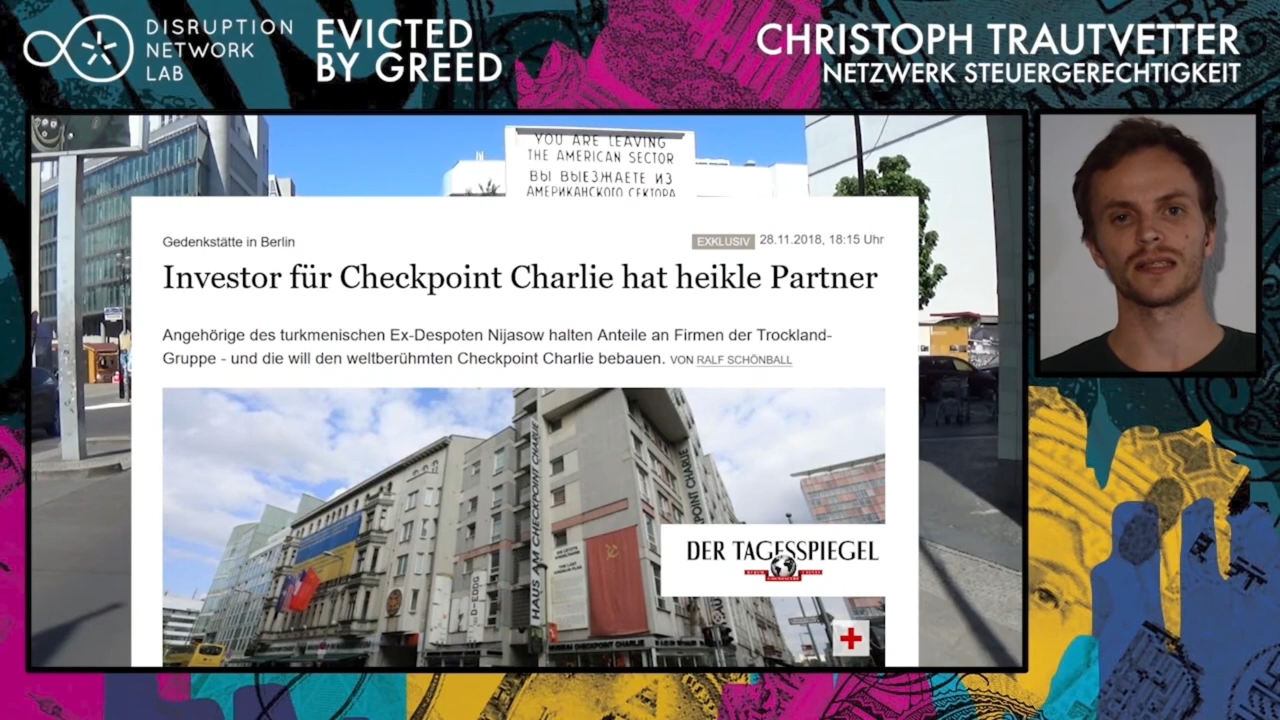 DISRUPTION
NETWORK
LAB
EVICTED
BY GREED
CHRISTOPH TRAUTVETTER
NETZWERK STEUERGERECHTIGKEIT
YOU ARE LEAVING
THE AMERICAN SECTOR
ВЫ ВЫЕЗЖАЕТЕ ИЗ
АМЕРИКАНСКОГО СЕКТОРА
Gedenkstätte in Berlin
EXKLUSIV 28.11.2018, 18:15 Uhr
Investor für Checkpoint Charlie hat heikle Partner
Angehörige des turkmenischen Ex-Despoten Nijasow halten Anteile an Firmen der Trockland-
Gruppe - und die will den weltberühmten Checkpoint Charlie bebauen. VON RALF SCHÖNBALL
HAUS AM CHECKPOINT CHARLIE
DER TAGESSPIEGEL